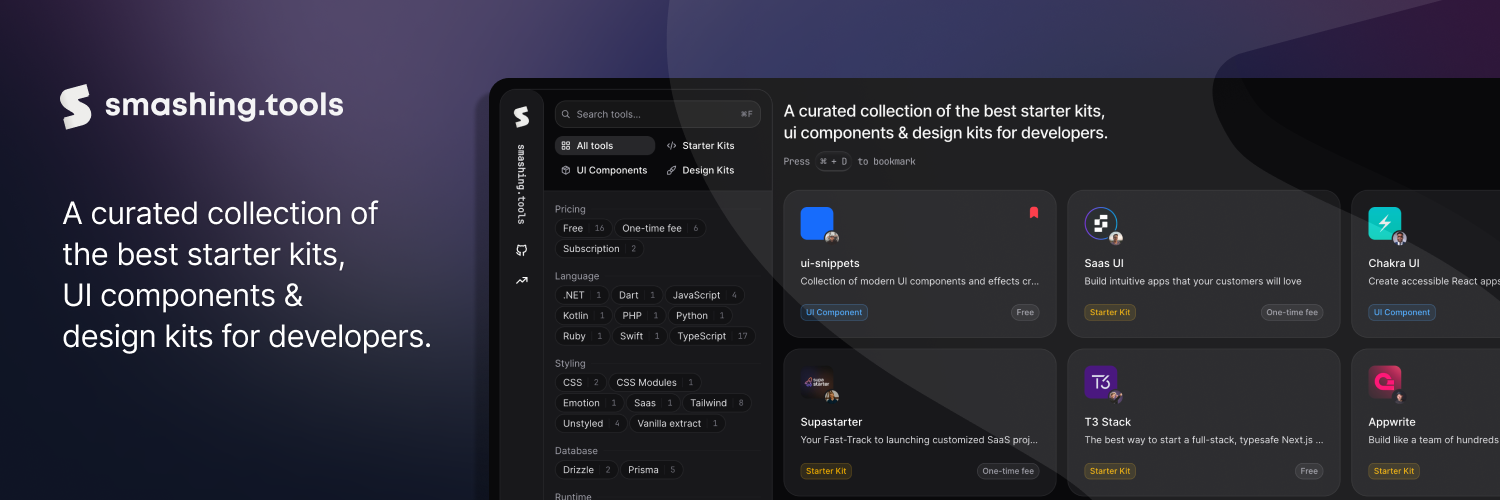 smashing.tools
A curated collection of
the best starter kits,
UI components &
design kits for developers.
smashing.tools
Search tools... ⌘F
All tools
Starter Kits
UI Components
Design Kits
Pricing
Free 16
One-time fee 6
Subscription 2
Language
.NET 1
Dart 1
JavaScript 4
Kotlin 1
PHP 1
Python 1
Ruby 1
Swift 1
TypeScript 17
Styling
CSS 2
CSS Modules 1
Emotion 1
Saas 1
Tailwind 8
Unstyled 4
Vanilla extract 1
Database
Drizzle 2
Prisma 5
Runtime
A curated collection of the best starter kits,
ui components & design kits for developers.
Press ⌘ + D to bookmark
ui-snippets
Collection of modern UI components and effects cr...
UI Component
Free
Saas UI
Build intuitive apps that your customers will love
Starter Kit
One-time fee
Chakra UI
Create accessible React apps
UI Component
supa
starter
Supastarter
Your Fast-Track to launching customized SaaS proj...
Starter Kit
One-time fee
T3
T3 Stack
The best way to start a full-stack, typesafe Next.js ...
Starter Kit
Free
Appwrite
Build like a team of hundreds
Starter Kit